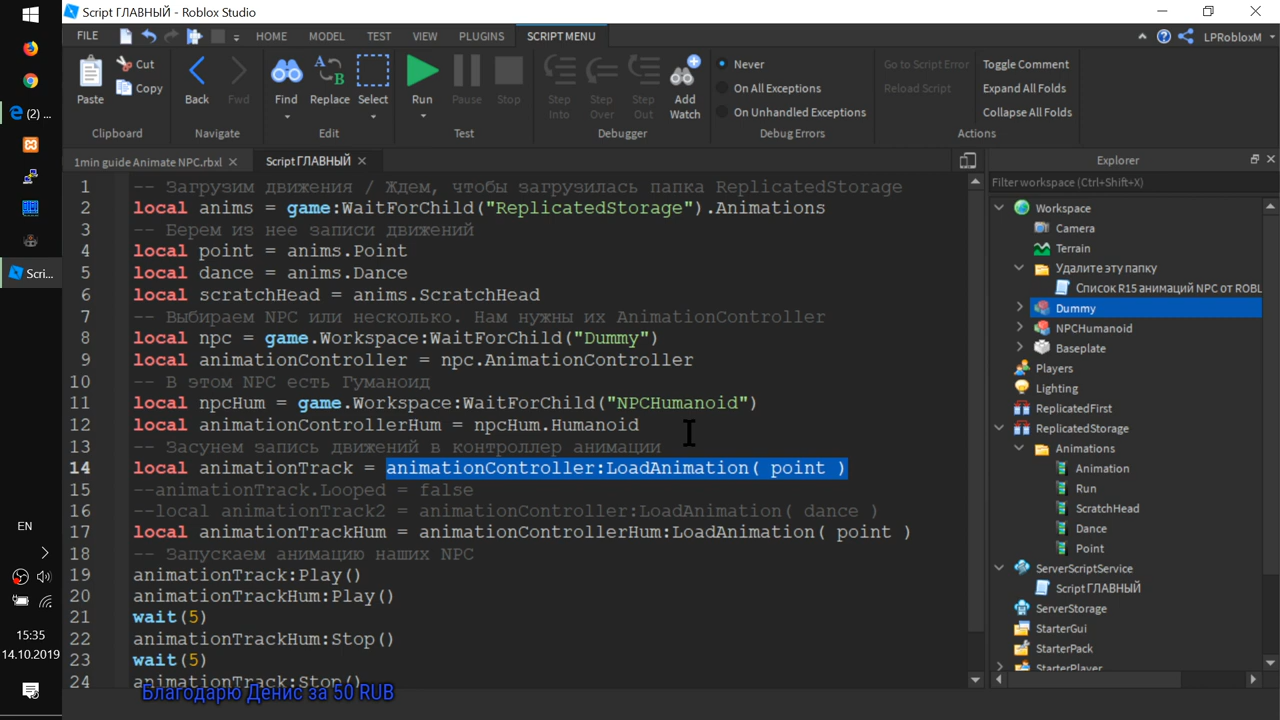 Script ГЛАВНЫЙ - Roblox Studio
FILE HOME MODEL TEST VIEW PLUGINS SCRIPT MENU LPRobloxM
Paste Cut Copy Back Fwd Find Replace Select Run Pause Stop Step Into Step Over Step Out Add Watch
Never
On All Exceptions
On Unhandled Exceptions
Go to Script Error
Reload Script
Toggle Comment
Expand All Folds
Collapse All Folds
Clipboard Navigate Edit Test Debugger Debug Errors Actions
1min guide Animate NPC.rbxl Script ГЛАВНЫЙ
1 -- Загрузим движения / Ждем, чтобы загрузилась папка ReplicatedStorage
2 local anims = game:WaitForChild("ReplicatedStorage").Animations
3 -- Берем из нее записи движений
4 local point = anims.Point
5 local dance = anims.Dance
6 local scratchHead = anims.ScratchHead
7 -- Выбираем NPC или несколько. Нам нужны их AnimationController
8 local npc = game.Workspace:WaitForChild("Dummy")
9 local animationController = npc.AnimationController
10 -- В этом NPC есть Гуманоид
11 local npcHum = game.Workspace:WaitForChild("NPCHumanoid")
12 local animationControllerHum = npcHum.Humanoid
13 -- Засунем запись движений в контроллер анимации
14 local animationTrack = animationController:LoadAnimation( point )
15 --animationTrack.Looped = false
16 --local animationTrack2 = animationController:LoadAnimation( dance )
17 local animationTrackHum = animationControllerHum:LoadAnimation( point )
18 -- Запускаем анимацию наших NPC
19 animationTrack:Play()
20 animationTrackHum:Play()
21 wait(5)
22 animationTrackHum:Stop()
23 wait(5)
24 animationTrack:Stop()
Благодарю Денис за 50 RUB
Explorer
Filter workspace (Ctrl+Shift+X)
Workspace
Camera
Terrain
Удалите эту папку
Список R15 анимаций NPC от ROBL
Dummy
NPCHumanoid
Baseplate
Players
Lighting
ReplicatedFirst
ReplicatedStorage
Animations
Animation
Run
ScratchHead
Dance
Point
ServerScriptService
Script ГЛАВНЫЙ
ServerStorage
StarterGui
StarterPack
StarterPlayer
(2) ...
Scri...
EN
15:35
14.10.2019